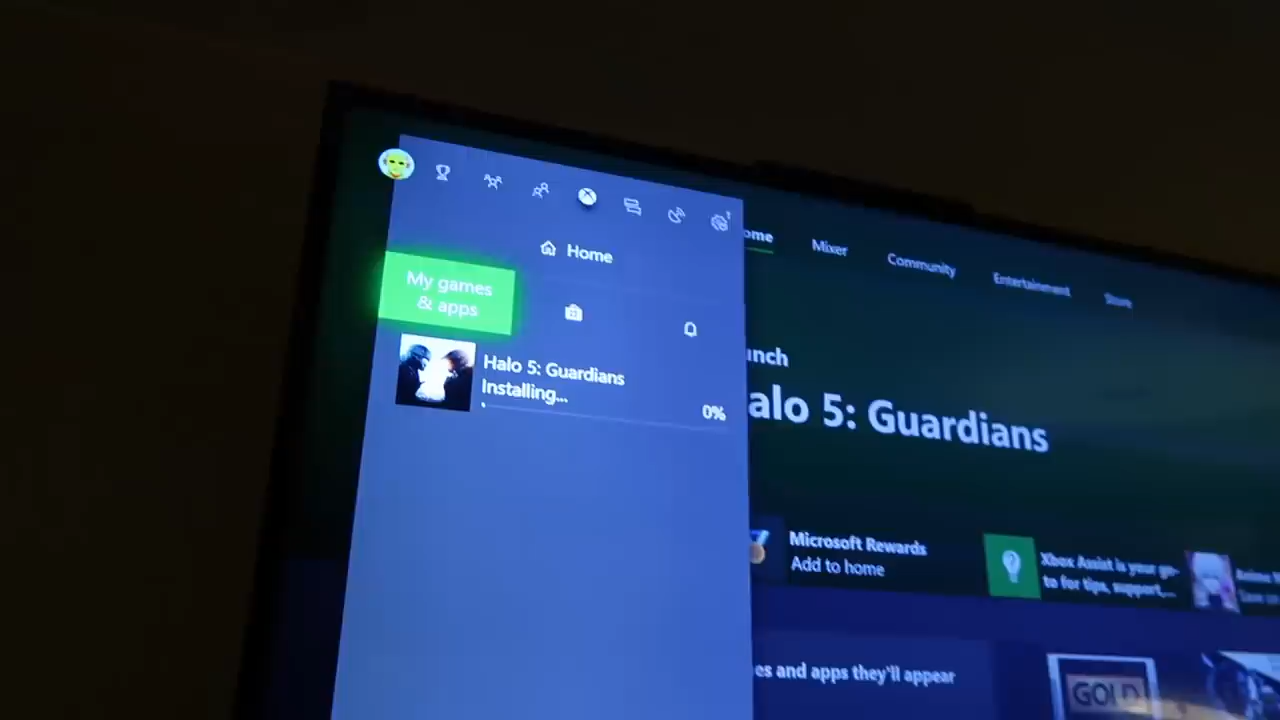 Home
My games
& apps
Halo 5: Guardians
Installing...
0%
ome
Mixer
Community
Entertainment
Store
unch
alo 5: Guardians
Microsoft Rewards
Add to home
Xbox Assist is your go-
to for tips, support,...
es and apps they'll appear
GOLD